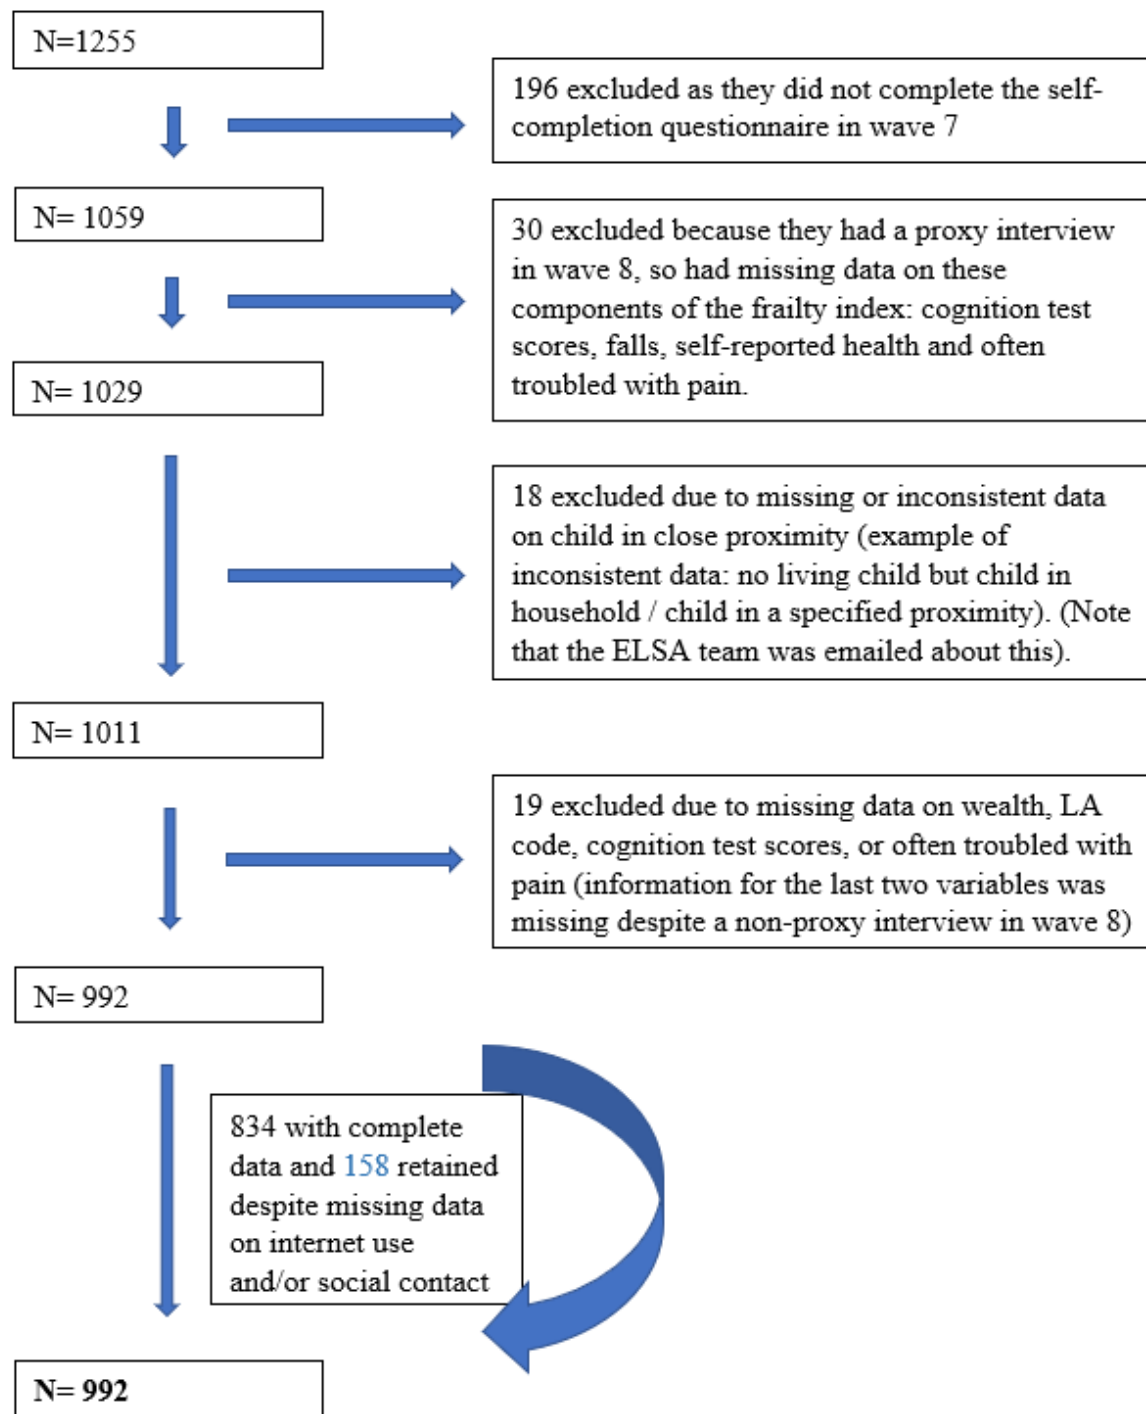 N=1255
196 excluded as they did not complete the self-
completion questionnaire in wave 7
N= 1059
30 excluded because they had a proxy interview
in wave 8, so had missing data on these
components of the frailty index: cognition test
scores, falls, self-reported health and often
troubled with pain.
N= 1029
18 excluded due to missing or inconsistent data
on child in close proximity (example of
inconsistent data: no living child but child in
household / child in a specified proximity). (Note
that the ELSA team was emailed about this).
N= 1011
19 excluded due to missing data on wealth, LA
code, cognition test scores, or often troubled with
pain (information for the last two variables was
missing despite a non-proxy interview in wave 8)
N= 992
834 with complete
data and 158 retained
despite missing data
on internet use
and/or social contact
N= 992